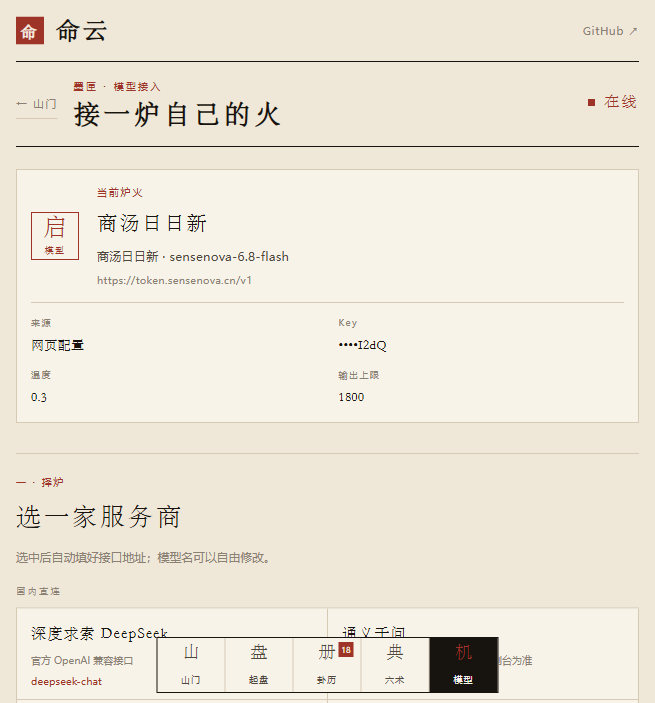 命 命云
GitHub ↗
← 山门
墨匣 · 模型接入
接一炉自己的火
在线
启
模型
当前炉火
商汤日日新
商汤日日新 · sensenova-6.8-flash
https://token.sensenova.cn/v1
来源
网页配置
Key
••••I2dQ
温度
0.3
输出上限
1800
一 · 择炉
选一家服务商
选中后自动填好接口地址；模型名可以自由修改。
国内直连
深度求索 DeepSeek
官方 OpenAI 兼容接口
deepseek-chat
通义千问
制台为准
山
山门
盘
起盘
册 18
卦历
典
六术
机
模型